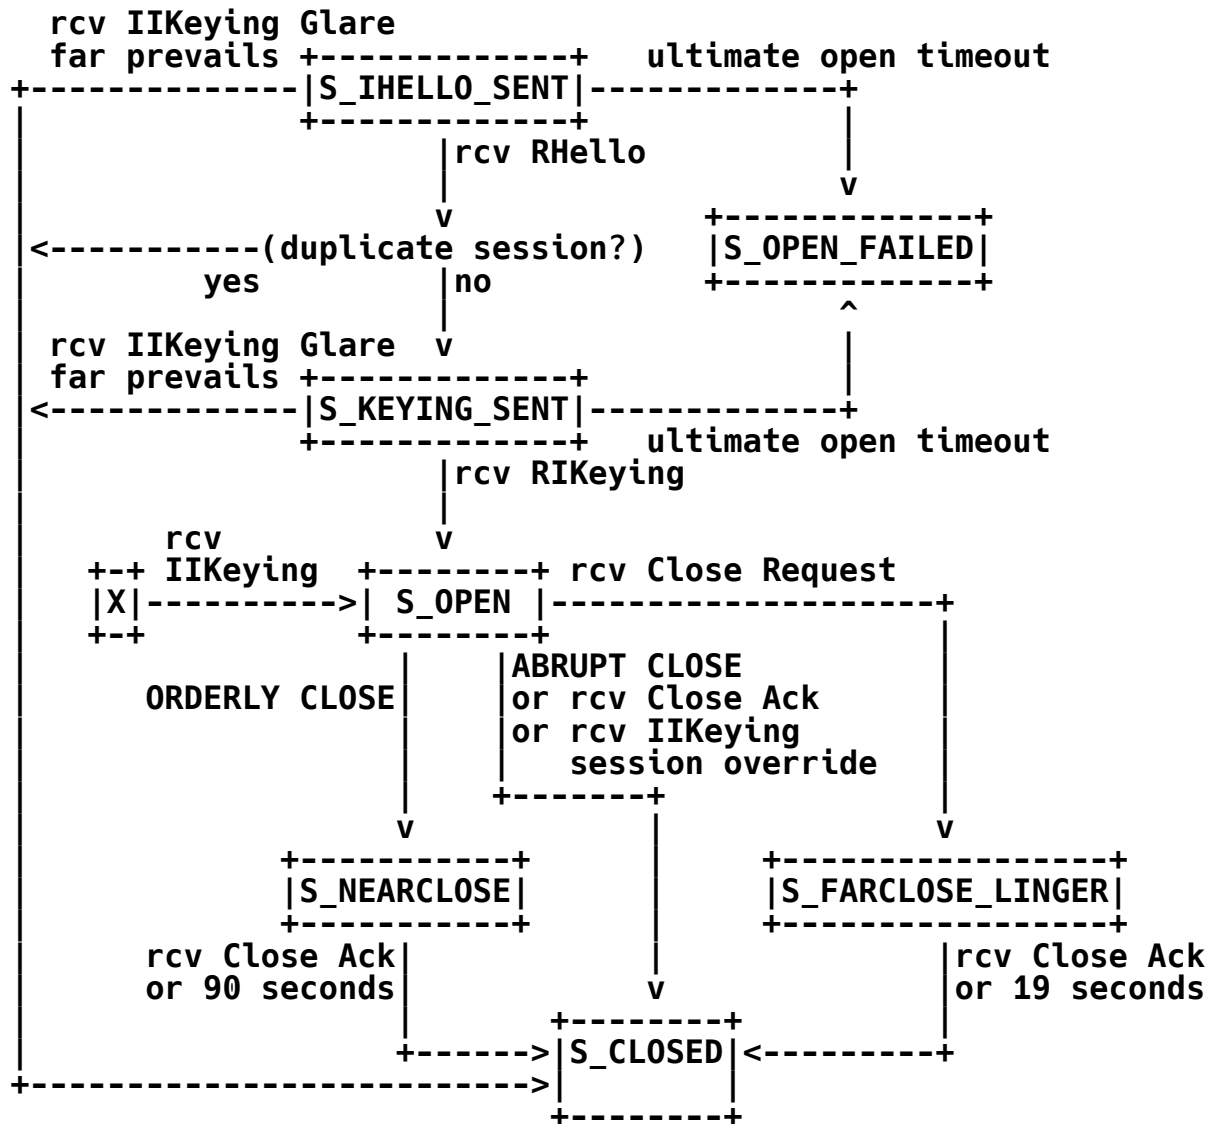 rcv IIKeying Glare
far prevails +-------------+   ultimate open timeout
+--------------|S_IHELLO_SENT|-------------+
|              +-------------+             |
|                     |rcv RHello          |
|                     |                    v
|                     v             +-------------+
|<-----------(duplicate session?)   |S_OPEN_FAILED|
|         yes         |no           +-------------+
|                     |                    ^
| rcv IIKeying Glare  v                    |
| far prevails +-------------+             |
|<-------------|S_KEYING_SENT|-------------+
|              +-------------+   ultimate open timeout
|                     |rcv RIKeying
|                     |
|      rcv            v
|   +-+ IIKeying  +--------+ rcv Close Request
|   |X|---------->| S_OPEN |--------------------+
|   +-+           +--------+                    |
|                   |    |ABRUPT CLOSE          |
|      ORDERLY CLOSE|    |or rcv Close Ack      |
|                   |    |or rcv IIKeying       |
|                   |    |   session override   |
|                   |    +-------+              |
|                   v            |              v
|             +-----------+      |     +-----------------+
|             |S_NEARCLOSE|      |     |S_FARCLOSE_LINGER|
|             +-----------+      |     +-----------------+
|      rcv Close Ack|            |              |rcv Close Ack
|      or 90 seconds|            v              |or 19 seconds
|                   |       +--------+          |
|                   +------>|S_CLOSED|<---------+
+-------------------------->|        |
                            +--------+